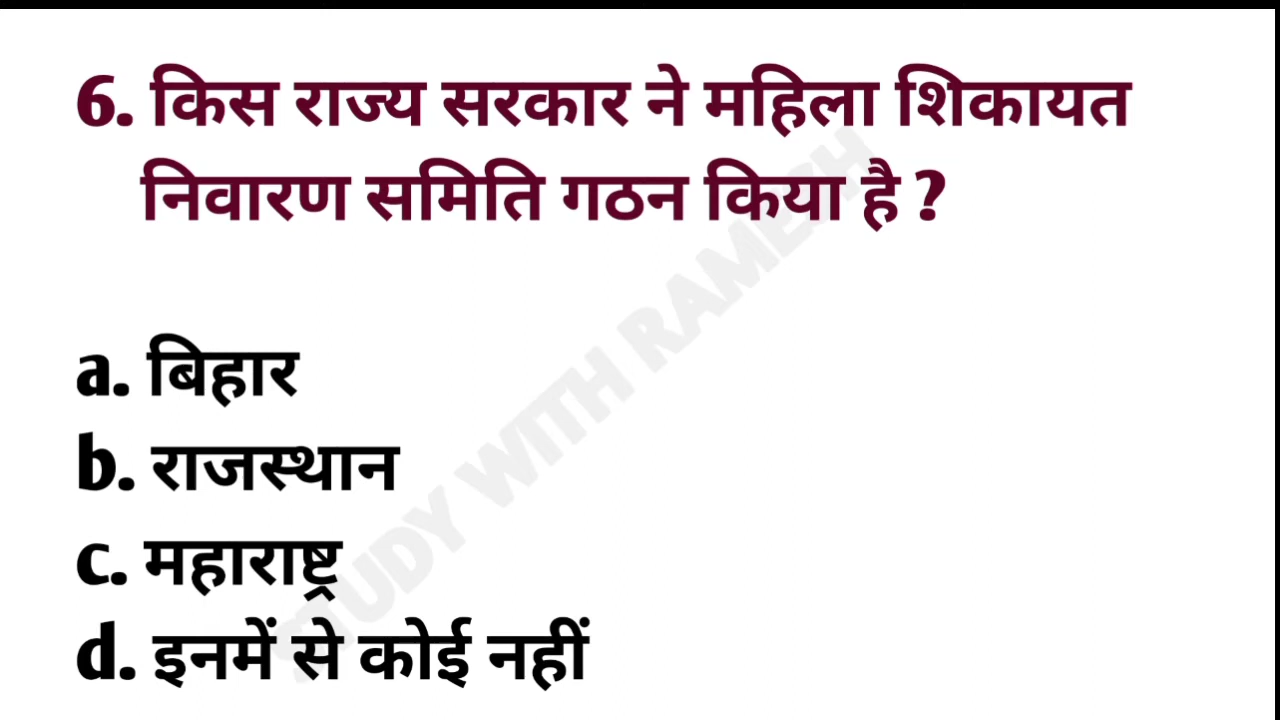 6. किस राज्य सरकार ने महिला शिकायत
निवारण समिति गठन किया है ?
a. बिहार
b. राजस्थान
c. महाराष्ट्र
d. इनमें से कोई नहीं
STUDY WITH RAMESH